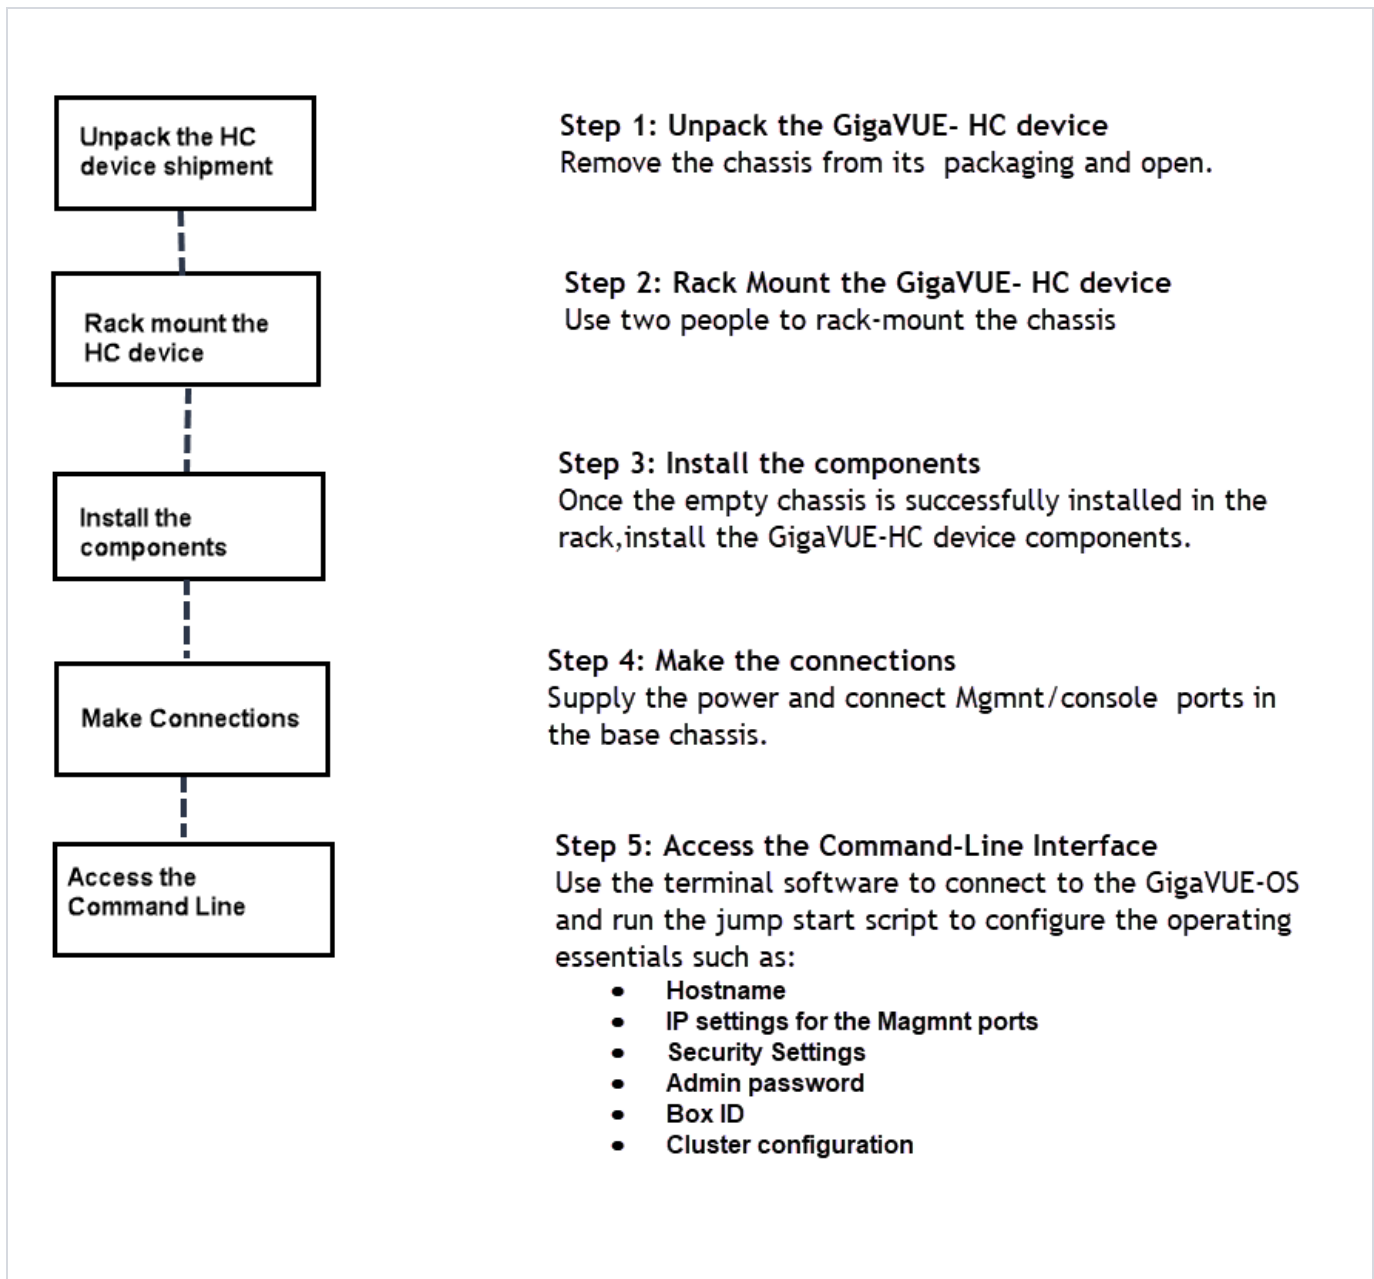 Unpack the HC
device shipment
Step 1: Unpack the GigaVUE- HC device
Remove the chassis from its  packaging and open.
Rack mount the
HC device
Step 2: Rack Mount the GigaVUE- HC device
Use two people to rack-mount the chassis
Install the
components
Step 3: Install the components
Once the empty chassis is successfully installed in the
rack,install the GigaVUE-HC device components.
Make Connections
Step 4: Make the connections
Supply the power and connect Mgmnt/console  ports in
the base chassis.
Access the
Command Line
Step 5: Access the Command-Line Interface
Use the terminal software to connect to the GigaVUE-OS
and run the jump start script to configure the operating
essentials such as:
• Hostname
• IP settings for the Magmnt ports
• Security Settings
• Admin password
• Box ID
• Cluster configuration